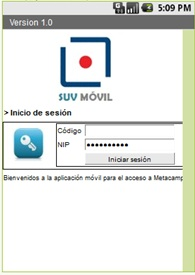 5:09 PM
Version 1.0
SUV MÓVIL
> Inicio de sesión
Código
NIP
Iniciar sesión
Bienvenidos a la aplicación móvil para el acceso a Metacamp